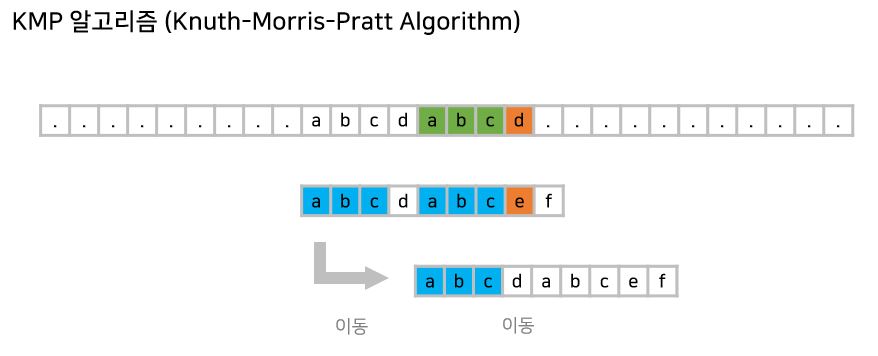 KMP 알고리즘 (Knuth-Morris-Pratt Algorithm)
. . . . . . . . . a b c d a b c d . . . . . . . . . . .
a b c d a b c e f
a b c d a b c e f
이동 이동